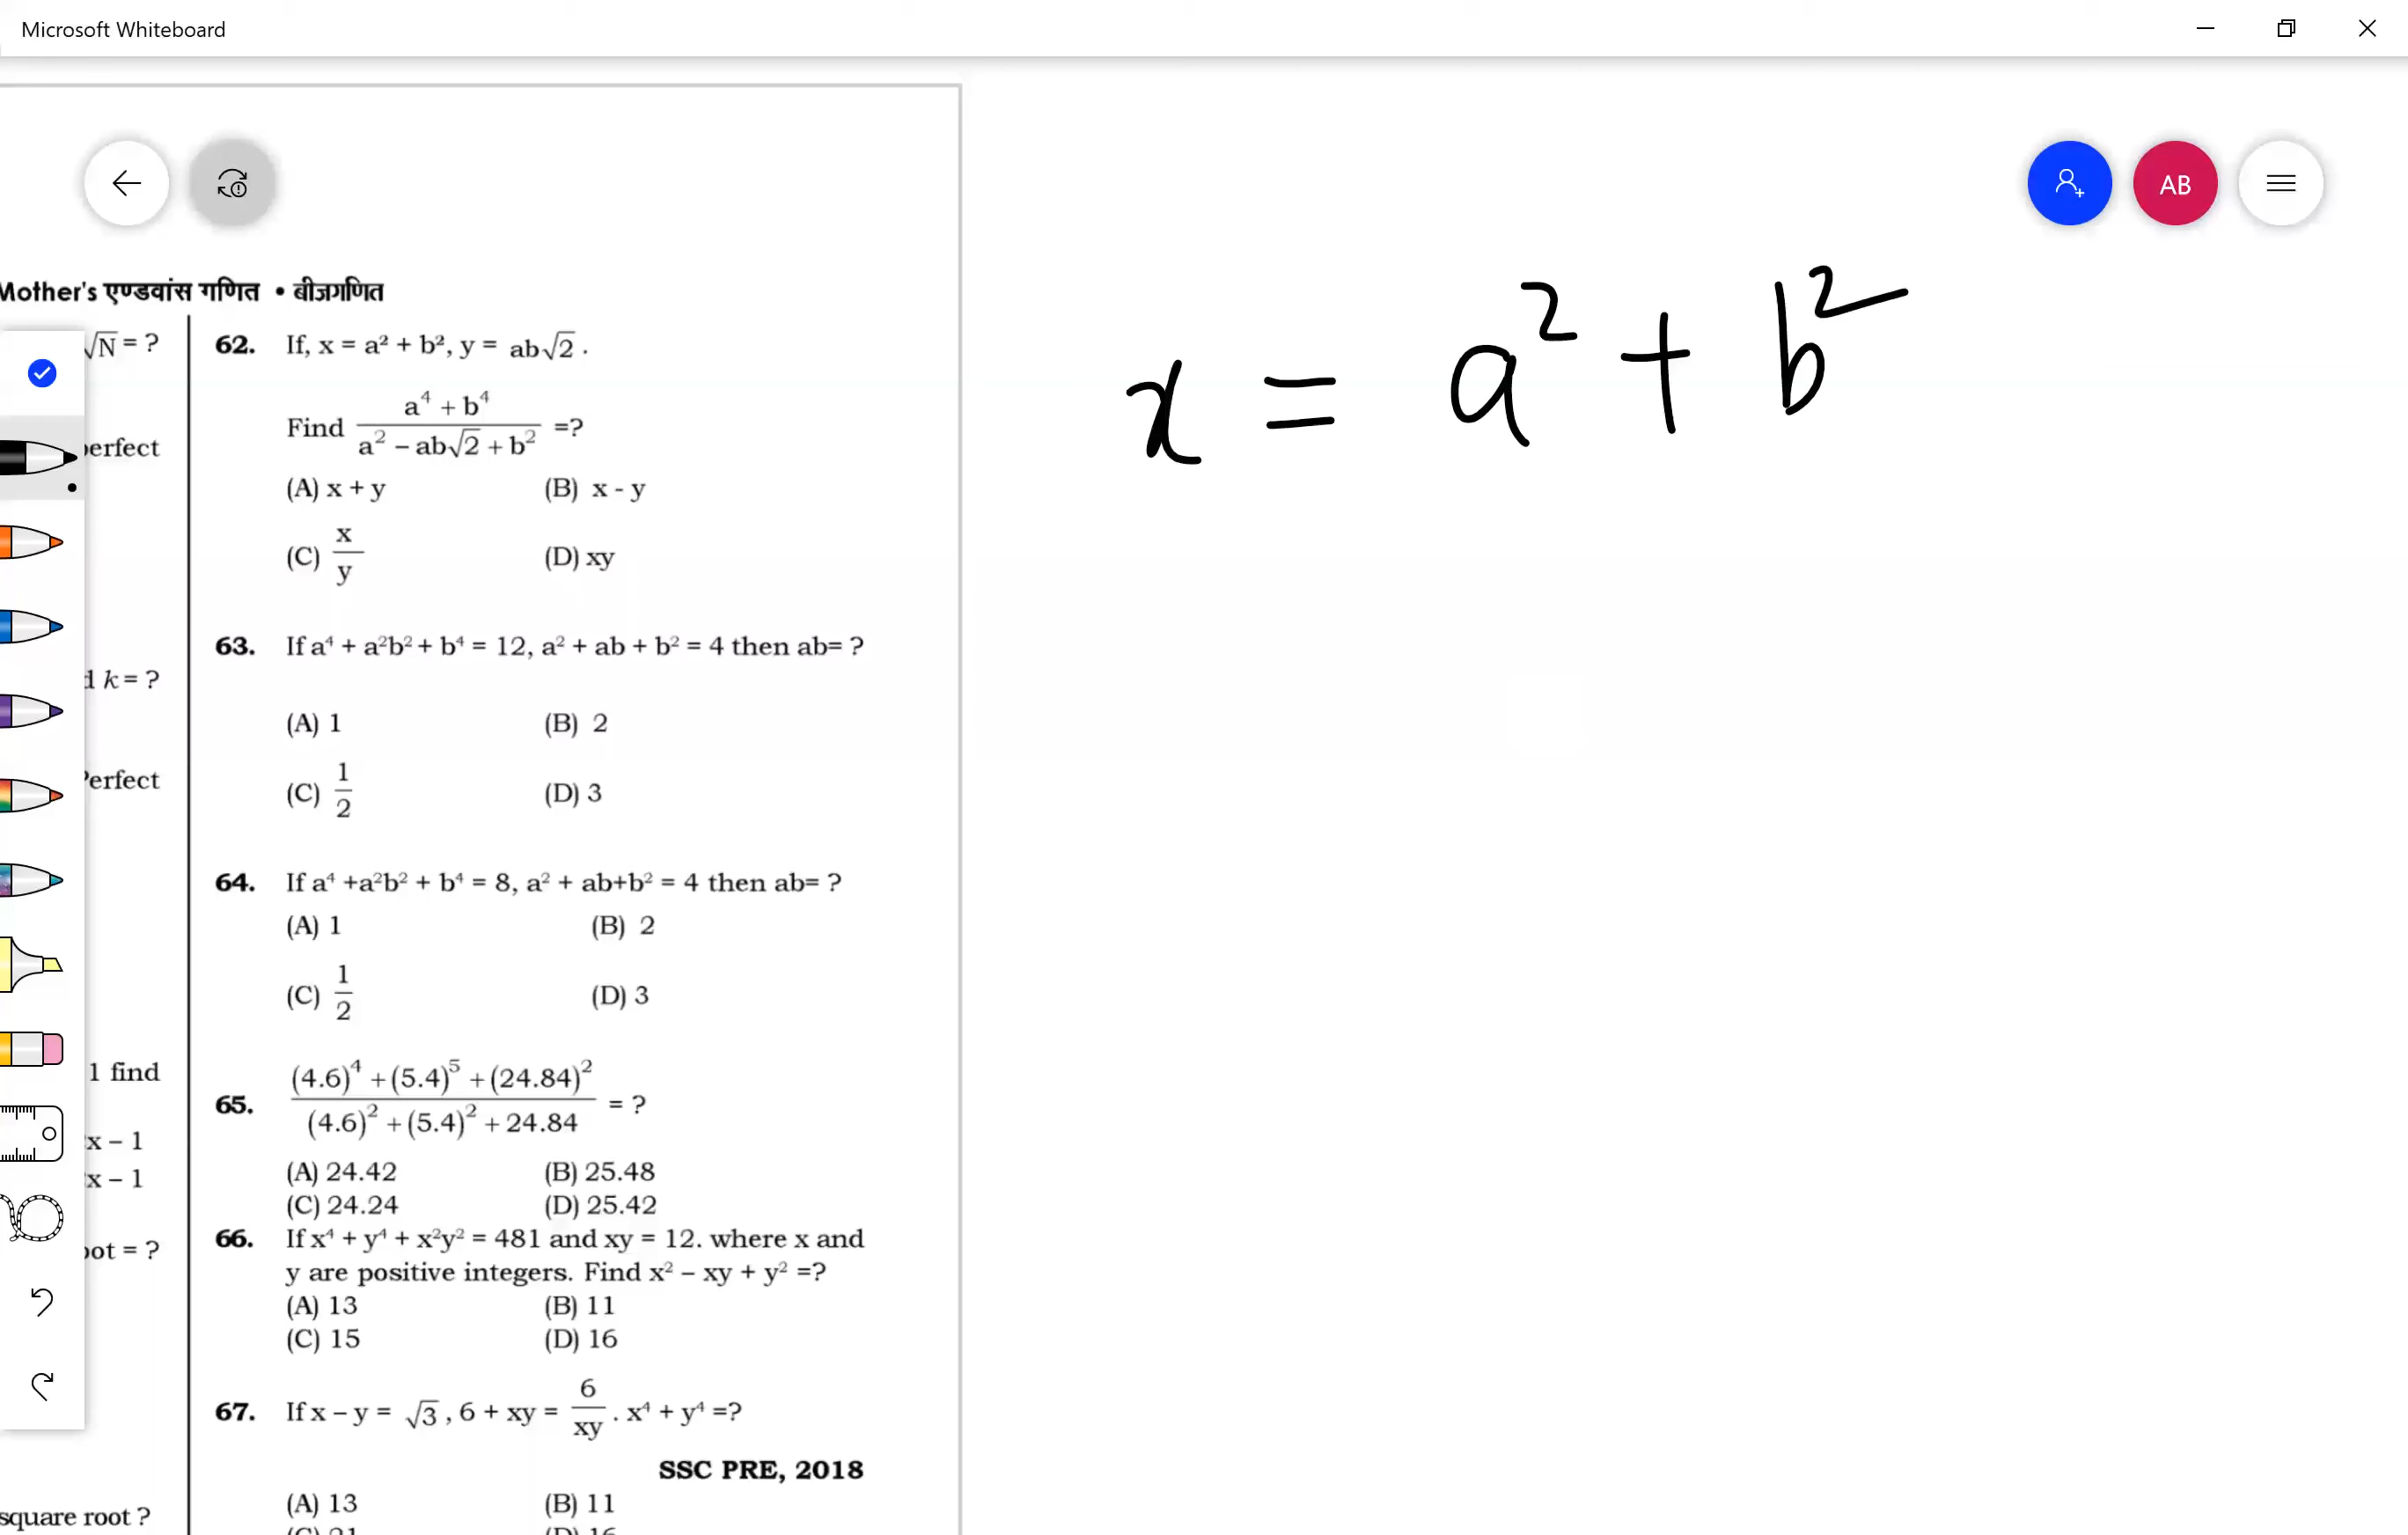 Microsoft Whiteboard
AB
Mother's एण्डवांस गणित • बीजगणित
√N = ?
perfect
k = ?
Perfect
1 find
x – 1
x – 1
oot = ?
square root ?
62. If, x = a² + b², y = ab√2 .
Find (a⁴ + b⁴)/(a² – ab√2 + b²) =?
(A) x + y (B) x - y
(C) x/y (D) xy
63. If a⁴ + a²b² + b⁴ = 12, a² + ab + b² = 4 then ab= ?
(A) 1 (B) 2
(C) 1/2 (D) 3
64. If a⁴ +a²b² + b⁴ = 8, a² + ab+b² = 4 then ab= ?
(A) 1 (B) 2
(C) 1/2 (D) 3
65. ((4.6)⁴ + (5.4)⁵ + (24.84)²)/((4.6)² + (5.4)² + 24.84) = ?
(A) 24.42 (B) 25.48
(C) 24.24 (D) 25.42
66. If x⁴ + y⁴ + x²y² = 481 and xy = 12. where x and
y are positive integers. Find x² – xy + y² =?
(A) 13 (B) 11
(C) 15 (D) 16
67. If x – y = √3 , 6 + xy = 6/xy . x⁴ + y⁴ =?
SSC PRE, 2018
(A) 13 (B) 11
(C) 21 (D) 16
x = a² + b²